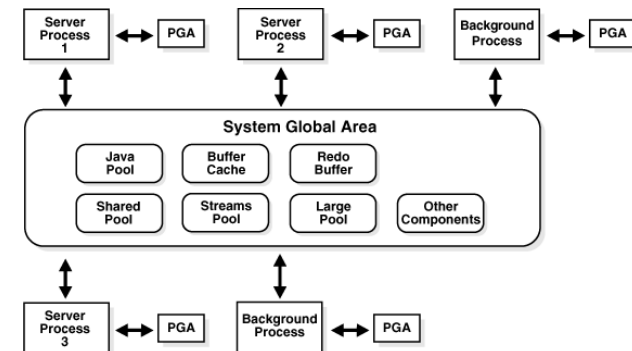 Server
Process
1
PGA
Server
Process
2
PGA
Background
Process
PGA
System Global Area
Java
Pool
Buffer
Cache
Redo
Buffer
Shared
Pool
Streams
Pool
Large
Pool
Other
Components
Server
Process
3
PGA
Background
Process
PGA